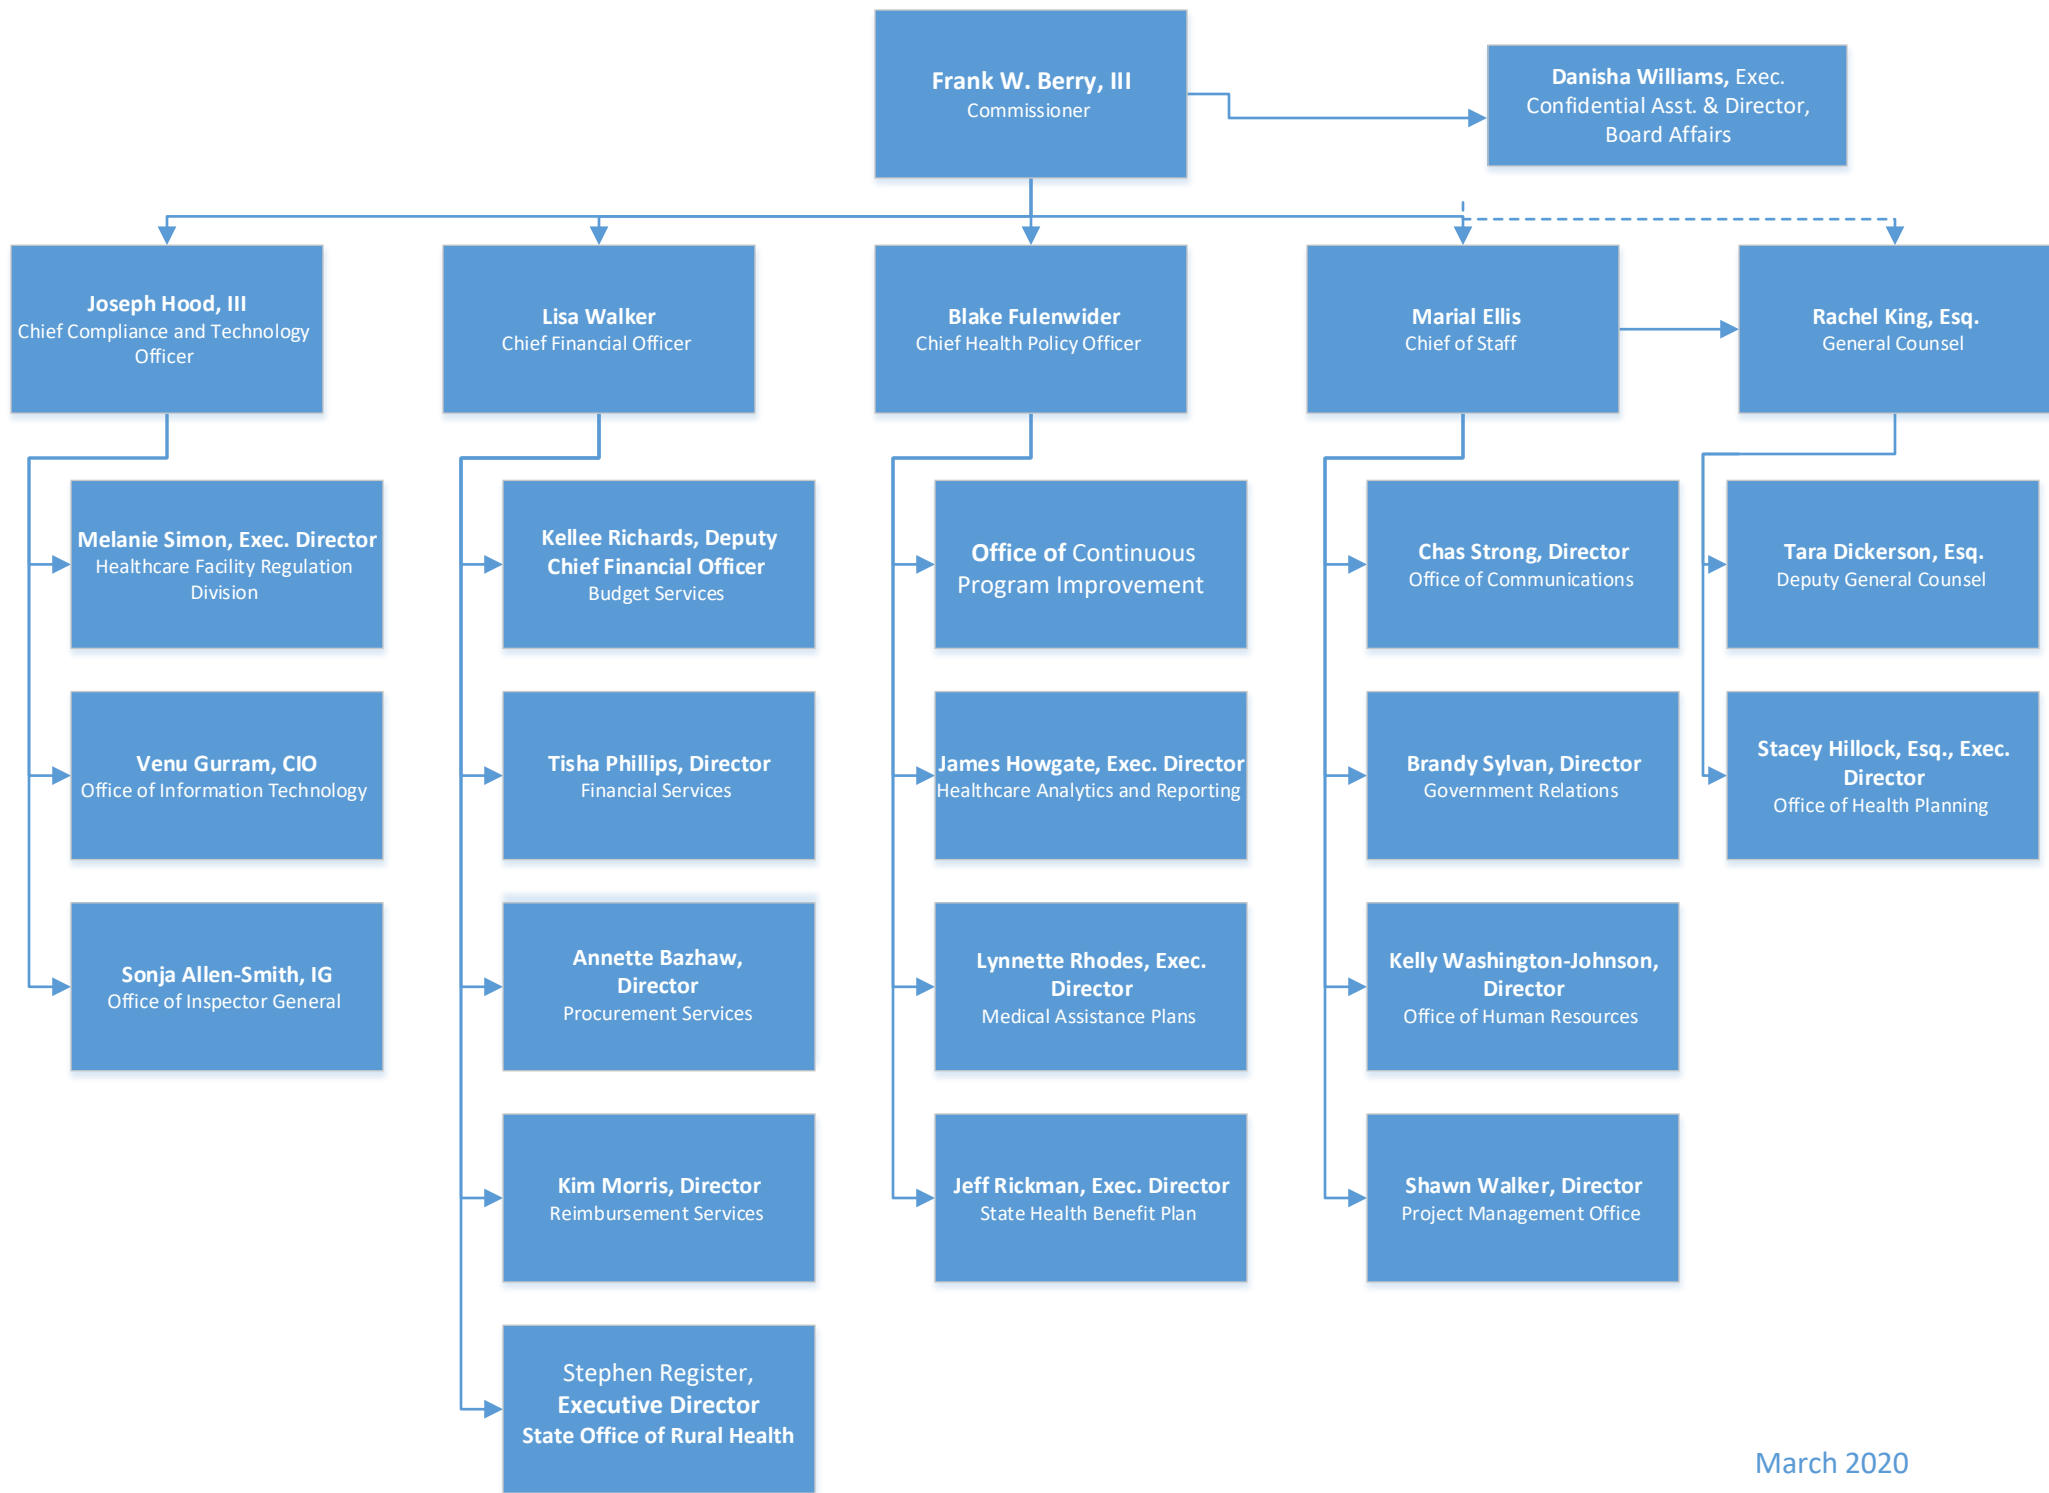 Frank W. Berry, III
Commissioner
Danisha Williams, Exec.
Confidential Asst. & Director,
Board Affairs
Joseph Hood, III
Chief Compliance and Technology
Officer
Lisa Walker
Chief Financial Officer
Blake Fulenwider
Chief Health Policy Officer
Marial Ellis
Chief of Staff
Rachel King, Esq.
General Counsel
Melanie Simon, Exec. Director
Healthcare Facility Regulation
Division
Kellee Richards, Deputy
Chief Financial Officer
Budget Services
Office of Continuous
Program Improvement
Chas Strong, Director
Office of Communications
Tara Dickerson, Esq.
Deputy General Counsel
Venu Gurram, CIO
Office of Information Technology
Tisha Phillips, Director
Financial Services
James Howgate, Exec. Director
Healthcare Analytics and Reporting
Brandy Sylvan, Director
Government Relations
Stacey Hillock, Esq., Exec.
Director
Office of Health Planning
Sonja Allen-Smith, IG
Office of Inspector General
Annette Bazhaw,
Director
Procurement Services
Lynnette Rhodes, Exec.
Director
Medical Assistance Plans
Kelly Washington-Johnson,
Director
Office of Human Resources
Kim Morris, Director
Reimbursement Services
Jeff Rickman, Exec. Director
State Health Benefit Plan
Shawn Walker, Director
Project Management Office
Stephen Register,
Executive Director
State Office of Rural Health
March 2020